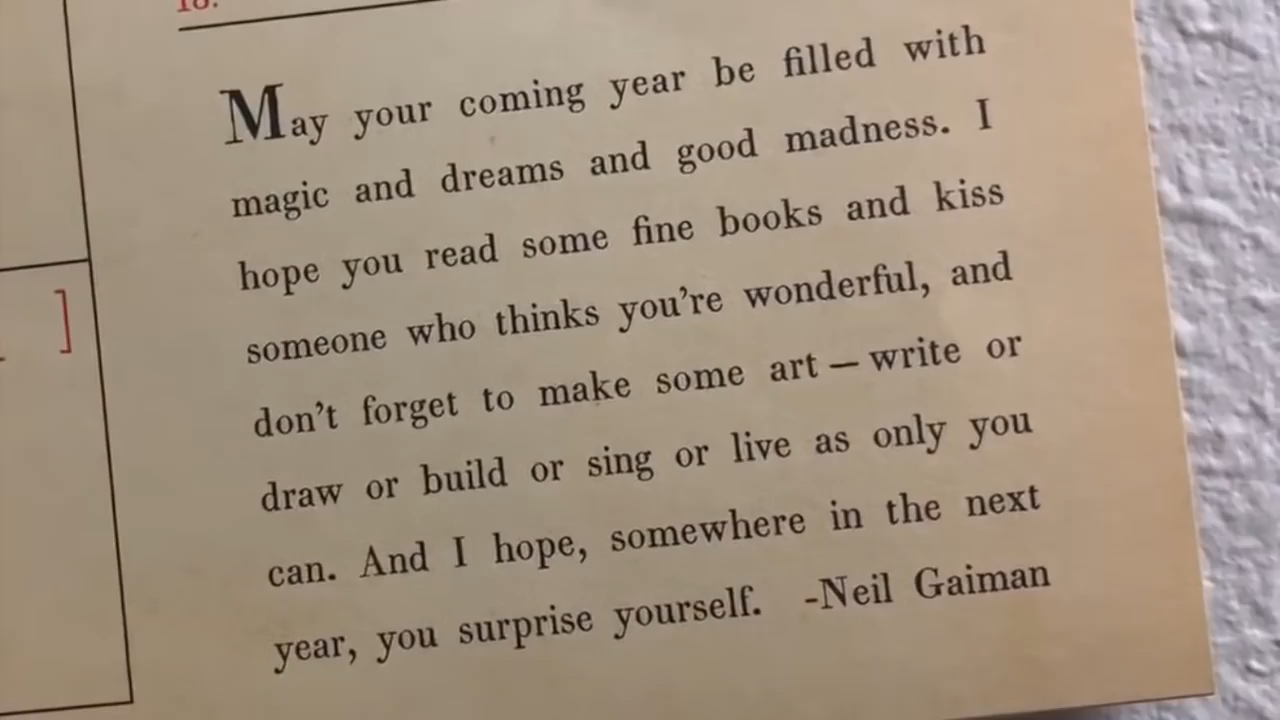 18.
May your coming year be filled with
magic and dreams and good madness. I
hope you read some fine books and kiss
someone who thinks you're wonderful, and
don't forget to make some art — write or
draw or build or sing or live as only you
can. And I hope, somewhere in the next
year, you surprise yourself. -Neil Gaiman
]